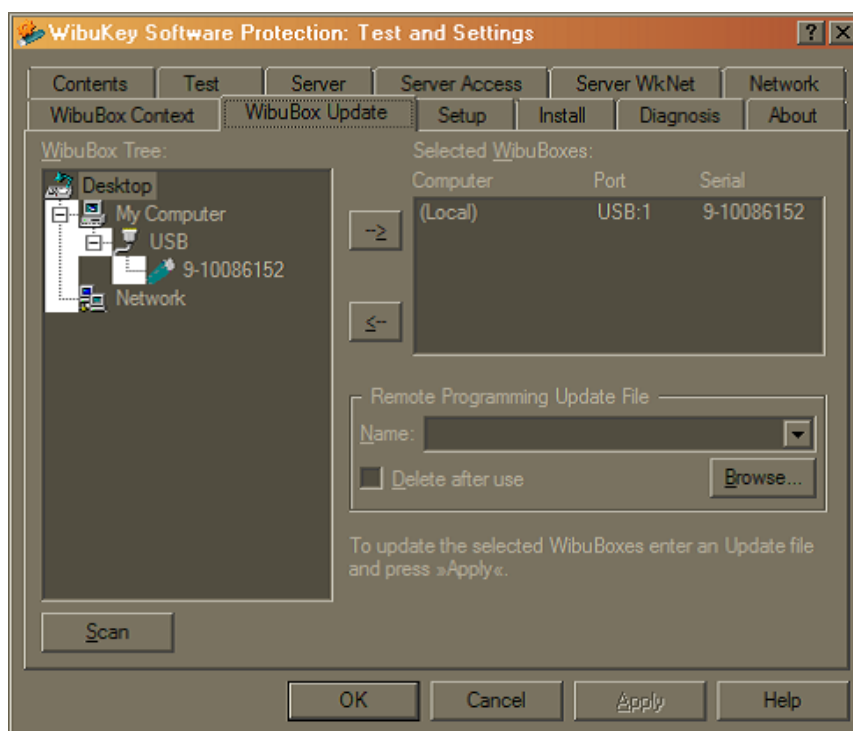 WibuKey Software Protection: Test and Settings
Contents Test Server Server Access Server WkNet Network
WibuBox Context WibuBox Update Setup Install Diagnosis About
WibuBox Tree:
Desktop
My Computer
USB
9-10086152
Network
Scan
-->
<--
Selected WibuBoxes:
Computer Port Serial
(Local) USB:1 9-10086152
Remote Programming Update File
Name:
Delete after use Browse...
To update the selected WibuBoxes enter an Update file
and press »Apply«.
OK Cancel Apply Help